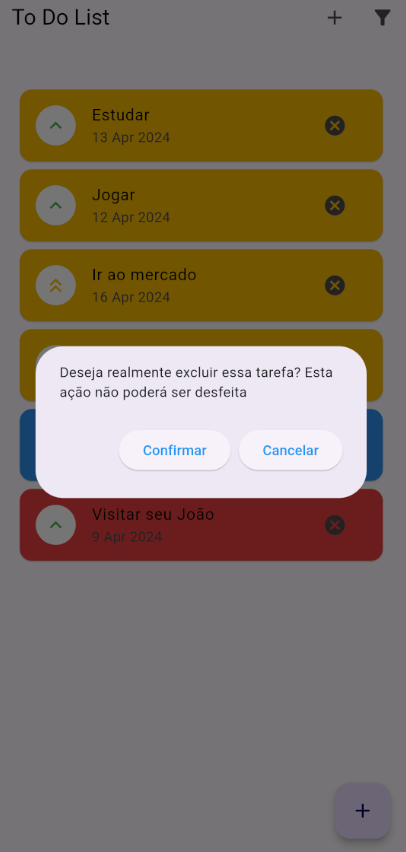 To Do List
Estudar
13 Apr 2024
Jogar
12 Apr 2024
Ir ao mercado
16 Apr 2024
Deseja realmente excluir essa tarefa? Esta
ação não poderá ser desfeita
Confirmar
Cancelar
Visitar seu João
9 Apr 2024